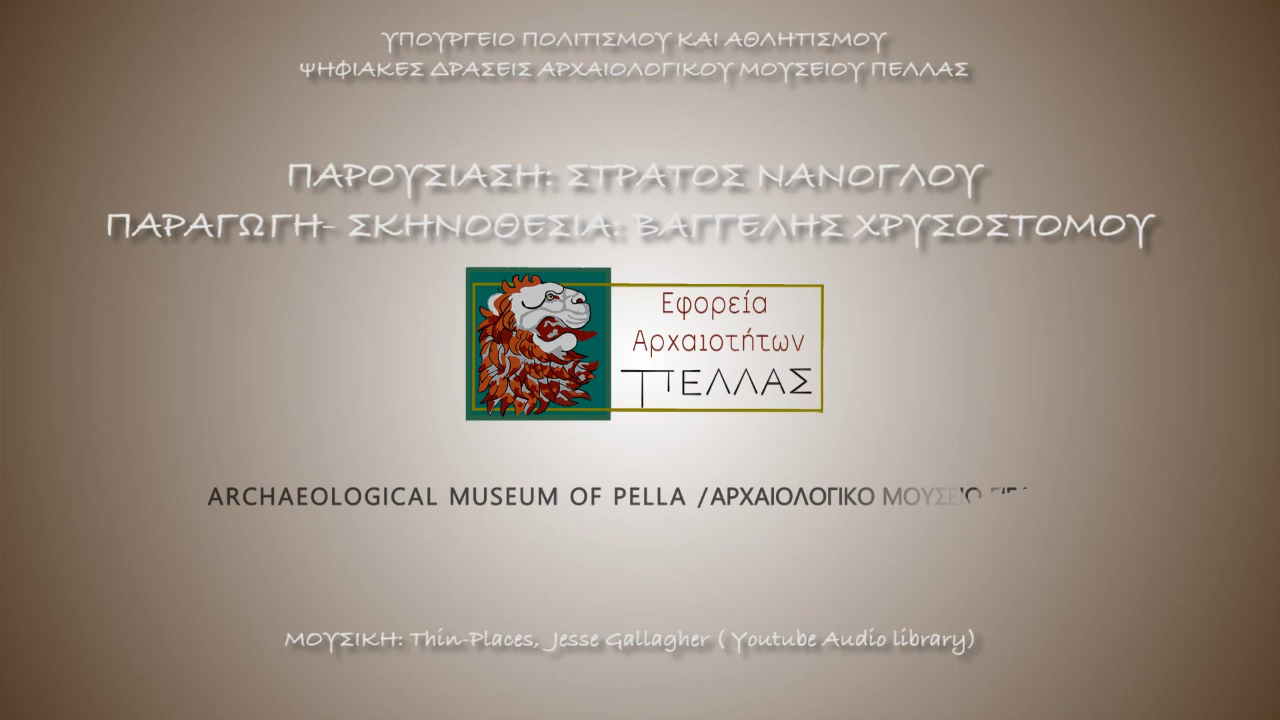 ΥΠΟΥΡΓΕΙΟ ΠΟΛΙΤΙΣΜΟΥ ΚΑΙ ΑΘΛΗΤΙΣΜΟΥ
ΨΗΦΙΑΚΕΣ ΔΡΑΣΕΙΣ ΑΡΧΑΙΟΛΟΓΙΚΟΥ ΜΟΥΣΕΙΟΥ ΠΕΛΛΑΣ
ΠΑΡΟΥΣΙΑΣΗ: ΣΤΡΑΤΟΣ ΝΑΝΟΓΛΟΥ
ΠΑΡΑΓΩΓΗ- ΣΚΗΝΟΘΕΣΙΑ: ΒΑΓΓΕΛΗΣ ΧΡΥΣΟΣΤΟΜΟΥ
Εφορεία
Αρχαιοτήτων
ΠΕΛΛΑΣ
ARCHAEOLOGICAL MUSEUM OF PELLA /ΑΡΧΑΙΟΛΟΓΙΚΟ ΜΟΥΣΕΙΟ
ΜΟΥΣΙΚΗ: Thin-Places, Jesse Gallagher ( Youtube Audio library)